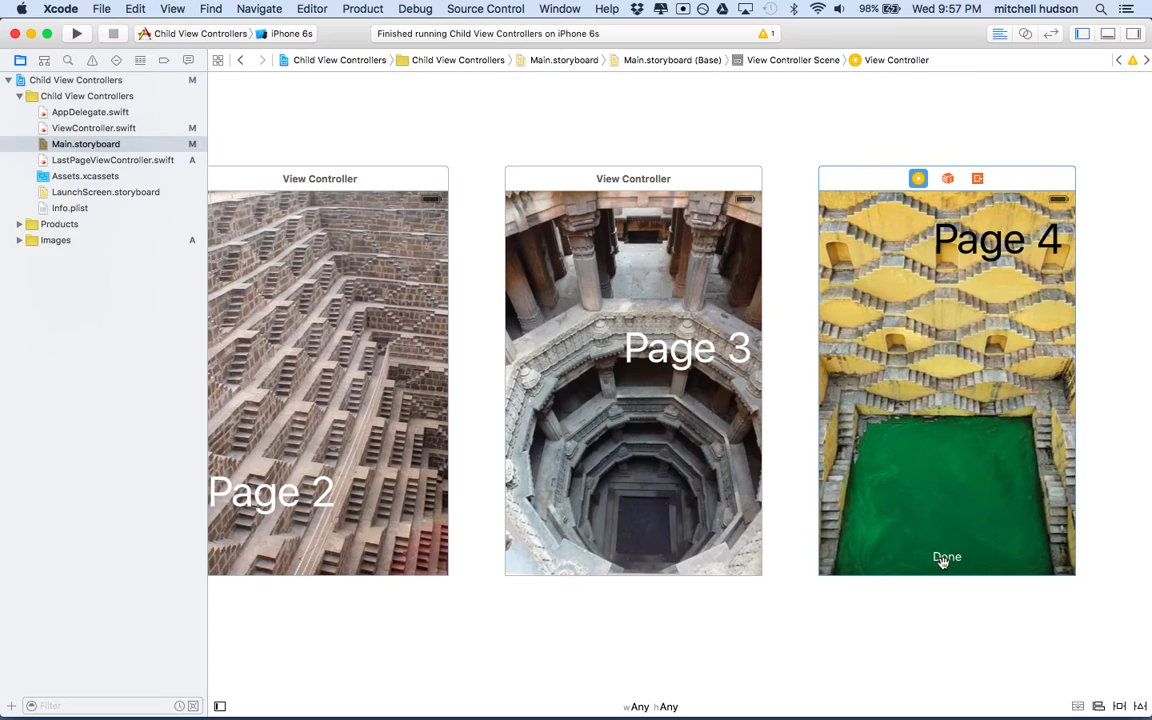 Xcode File Edit View Find Navigate Editor Product Debug Source Control Window Help 98% Wed 9:57 PM mitchell hudson
Child View Controllers iPhone 6s Finished running Child View Controllers on iPhone 6s 1
Child View Controllers Child View Controllers Main.storyboard Main.storyboard (Base) View Controller Scene View Controller
Child View Controllers M
Child View Controllers
AppDelegate.swift
ViewController.swift M
Main.storyboard M
LastPageViewController.swift A
Assets.xcassets
LaunchScreen.storyboard
Info.plist
Products
Images A
View Controller
View Controller
Page 2
Page 3
Page 4
Done
Filter
wAny hAny